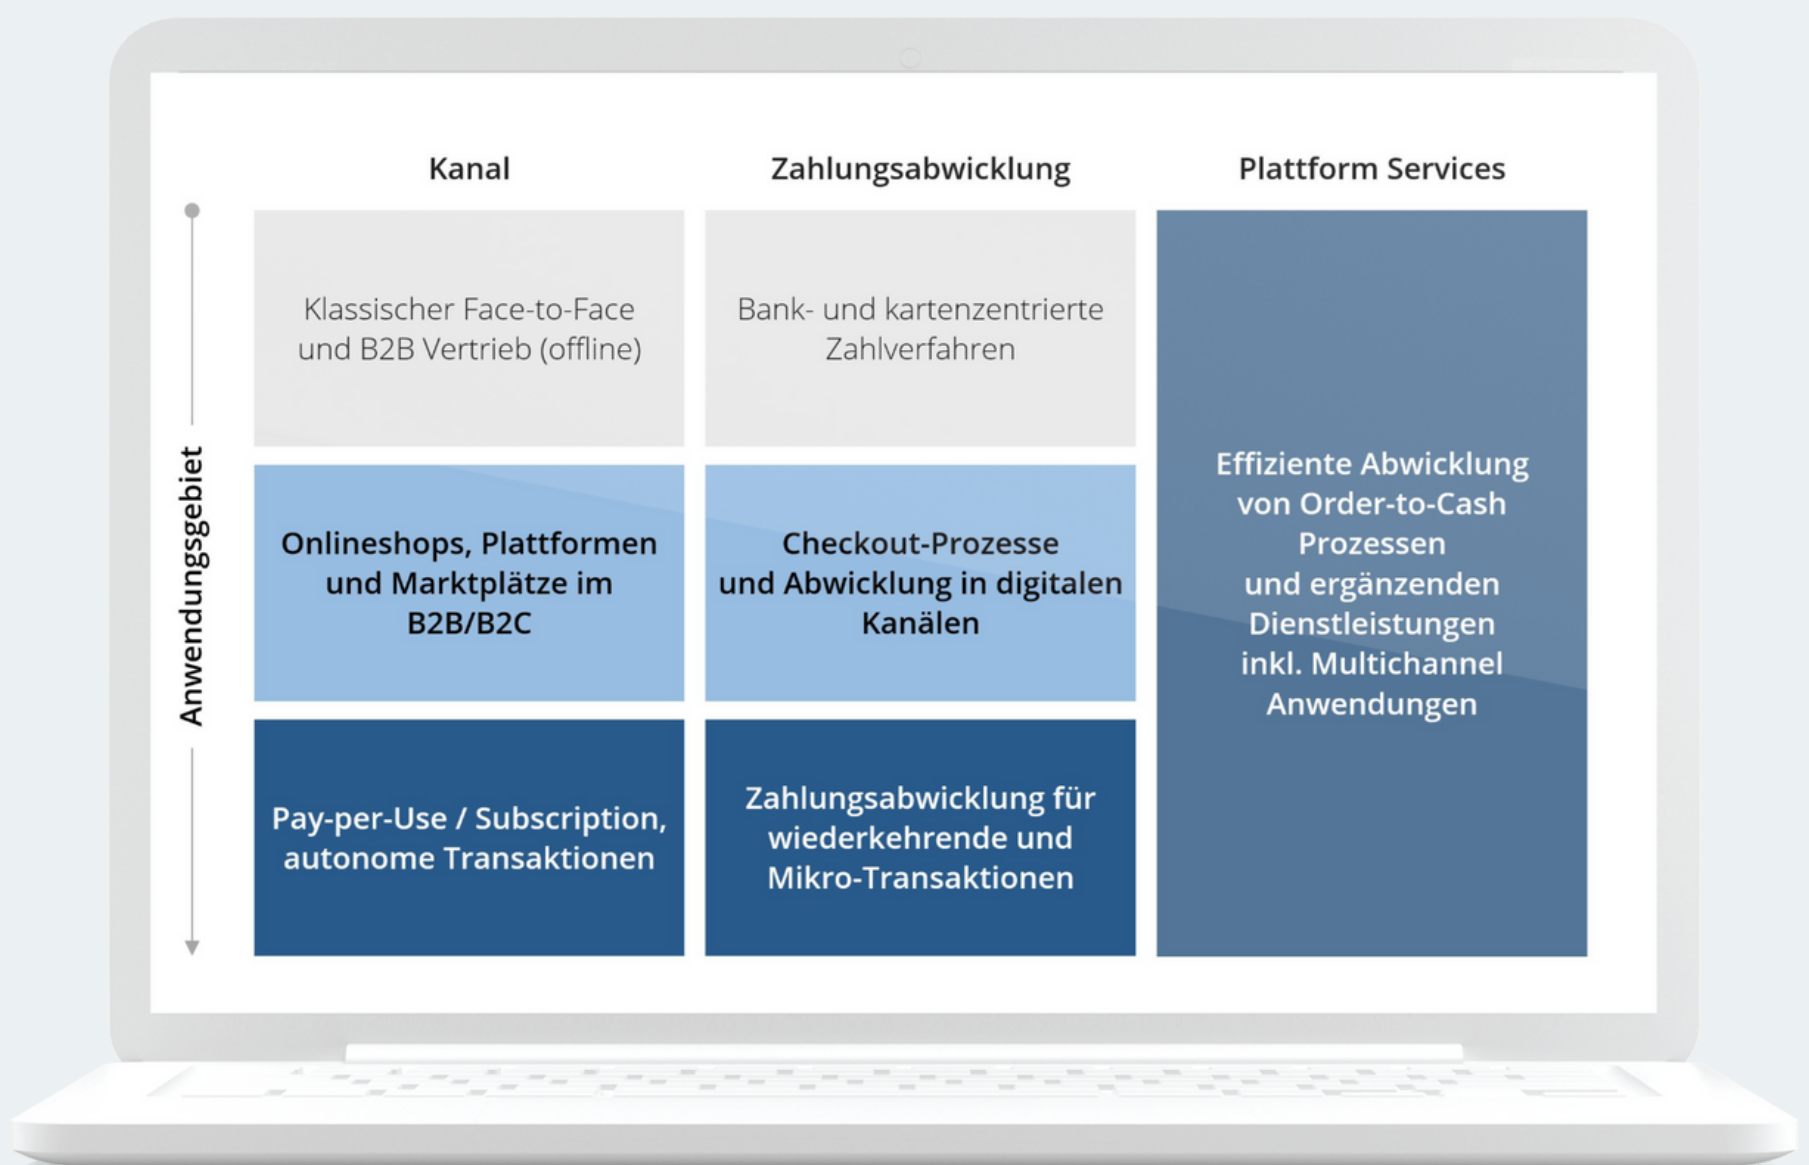 Kanal
Zahlungsabwicklung
Plattform Services
Anwendungsgebiet
Klassischer Face-to-Face
und B2B Vertrieb (offline)
Bank- und kartenzentrierte
Zahlverfahren
Onlineshops, Plattformen
und Marktplätze im
B2B/B2C
Checkout-Prozesse
und Abwicklung in digitalen
Kanälen
Pay-per-Use / Subscription,
autonome Transaktionen
Zahlungsabwicklung für
wiederkehrende und
Mikro-Transaktionen
Effiziente Abwicklung
von Order-to-Cash
Prozessen
und ergänzenden
Dienstleistungen
inkl. Multichannel
Anwendungen